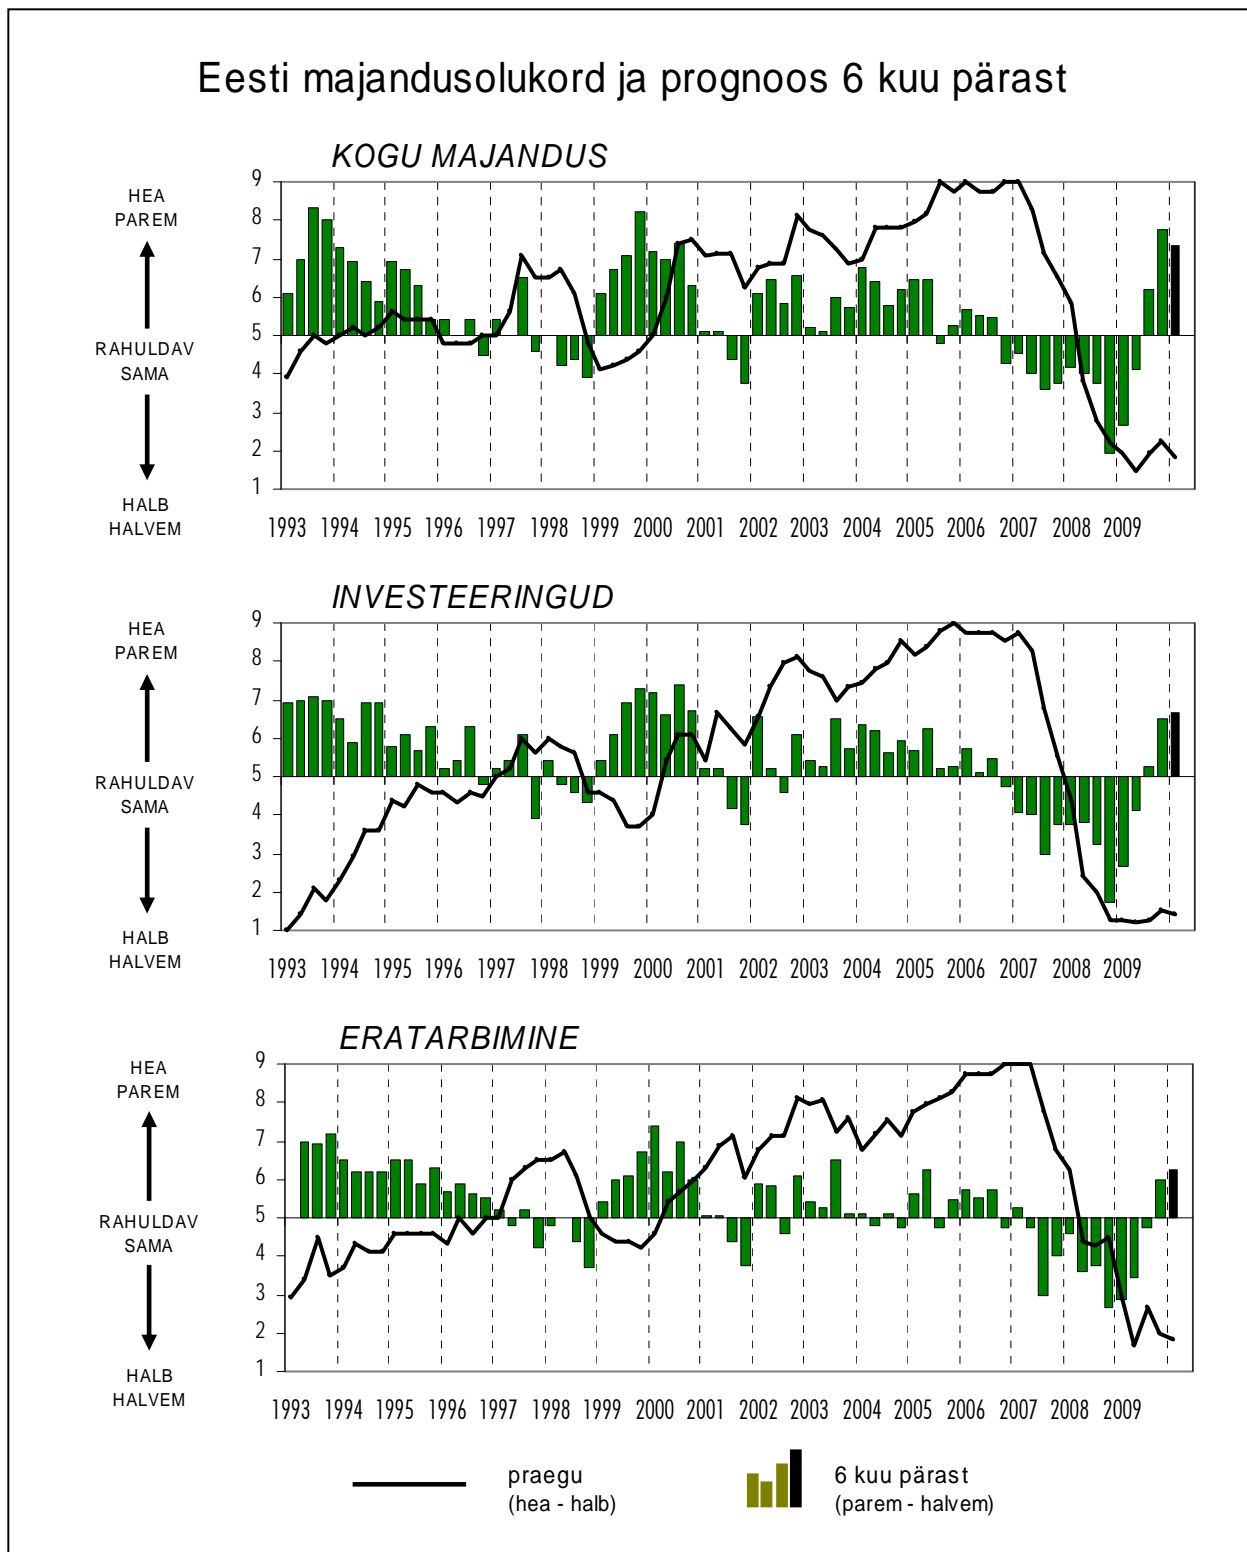 Eesti majandusolukord ja prognoos 6 kuu pärast
KOGU MAJANDUS
HEA
PAREM
RAHULDAV
SAMA
HALB
HALVEM
9
8
7
6
5
4
3
2
1
1993 1994 1995 1996 1997 1998 1999 2000 2001 2002 2003 2004 2005 2006 2007 2008 2009
INVESTEERINGUD
HEA
PAREM
RAHULDAV
SAMA
HALB
HALVEM
9
8
7
6
5
4
3
2
1
1993 1994 1995 1996 1997 1998 1999 2000 2001 2002 2003 2004 2005 2006 2007 2008 2009
ERATARBIMINE
HEA
PAREM
RAHULDAV
SAMA
HALB
HALVEM
9
8
7
6
5
4
3
2
1
1993 1994 1995 1996 1997 1998 1999 2000 2001 2002 2003 2004 2005 2006 2007 2008 2009
praegu
(hea - halb)
6 kuu pärast
(parem - halvem)